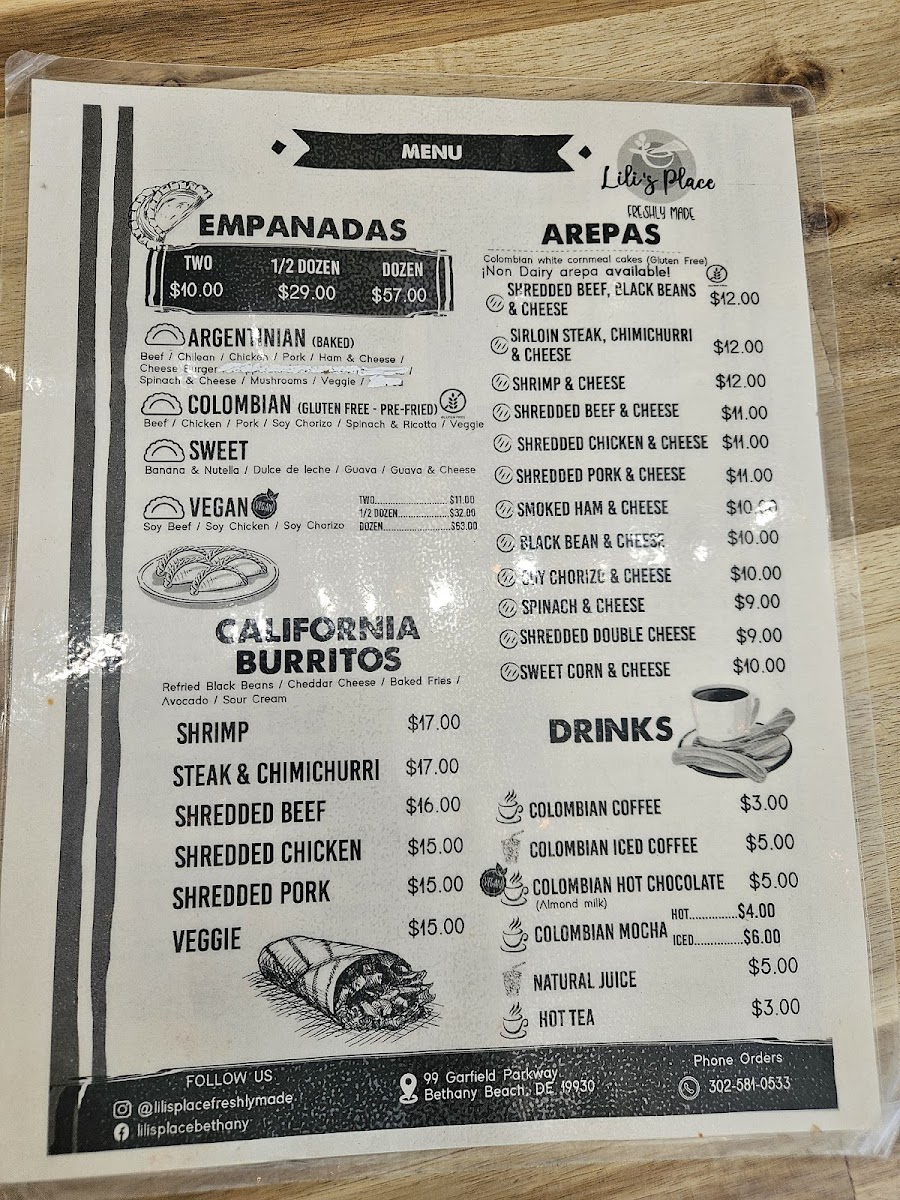 MENU
Lili's Place
FRESHLY MADE
EMPANADAS
TWO 1/2 DOZEN DOZEN
$10.00 $29.00 $57.00
ARGENTINIAN (BAKED)
Beef / Chilean / Chicken / Pork / Ham & Cheese /
Cheese Burger /
Spinach & Cheese / Mushrooms / Veggie /
COLOMBIAN (GLUTEN FREE - PRE-FRIED)
Beef / Chicken / Pork / Soy Chorizo / Spinach & Ricotta / Veggie
SWEET
Banana & Nutella / Dulce de leche / Guava / Guava & Cheese
VEGAN
VEGAN
Soy Beef / Soy Chicken / Soy Chorizo
TWO........................ $11.00
1/2 DOZEN..............$32.00
DOZEN....................$63.00
CALIFORNIA
BURRITOS
Refried Black Beans / Cheddar Cheese / Baked Fries /
Avocado / Sour Cream
SHRIMP $17.00
STEAK & CHIMICHURRI $17.00
SHREDDED BEEF $16.00
SHREDDED CHICKEN $15.00
SHREDDED PORK $15.00
VEGGIE $15.00
AREPAS
Colombian white cornmeal cakes (Gluten Free)
¡Non Dairy arepa available!
SHREDDED BEEF, BLACK BEANS
& CHEESE $12.00
SIRLOIN STEAK, CHIMICHURRI
& CHEESE $12.00
SHRIMP & CHEESE $12.00
SHREDDED BEEF & CHEESE $11.00
SHREDDED CHICKEN & CHEESE $11.00
SHREDDED PORK & CHEESE $11.00
SMOKED HAM & CHEESE $10.00
BLACK BEAN & CHEESE $10.00
SOY CHORIZO & CHEESE $10.00
SPINACH & CHEESE $9.00
SHREDDED DOUBLE CHEESE $9.00
SWEET CORN & CHEESE $10.00
DRINKS
COLOMBIAN COFFEE $3.00
COLOMBIAN ICED COFFEE $5.00
COLOMBIAN HOT CHOCOLATE $5.00
(Almond milk)
COLOMBIAN MOCHA HOT..............$4.00
ICED..............$6.00
NATURAL JUICE $5.00
HOT TEA $3.00
FOLLOW US
@lilisplacefreshlymade
lilisplacebethany
99 Garfield Parkway
Bethany Beach, DE 19930
Phone Orders
302-581-0533